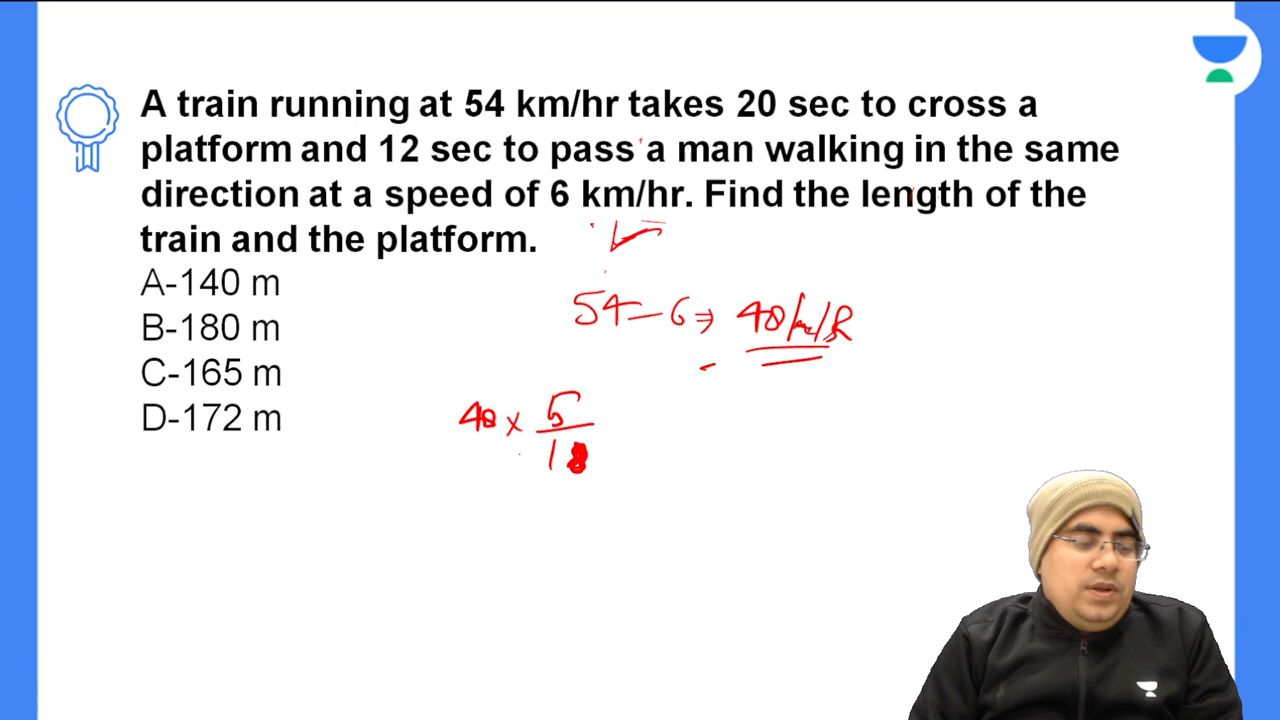 A train running at 54 km/hr takes 20 sec to cross a
platform and 12 sec to pass a man walking in the same
direction at a speed of 6 km/hr. Find the length of the
train and the platform.
A-140 m
B-180 m
C-165 m
D-172 m
54-6 ⇒ 48
48 × 5/18